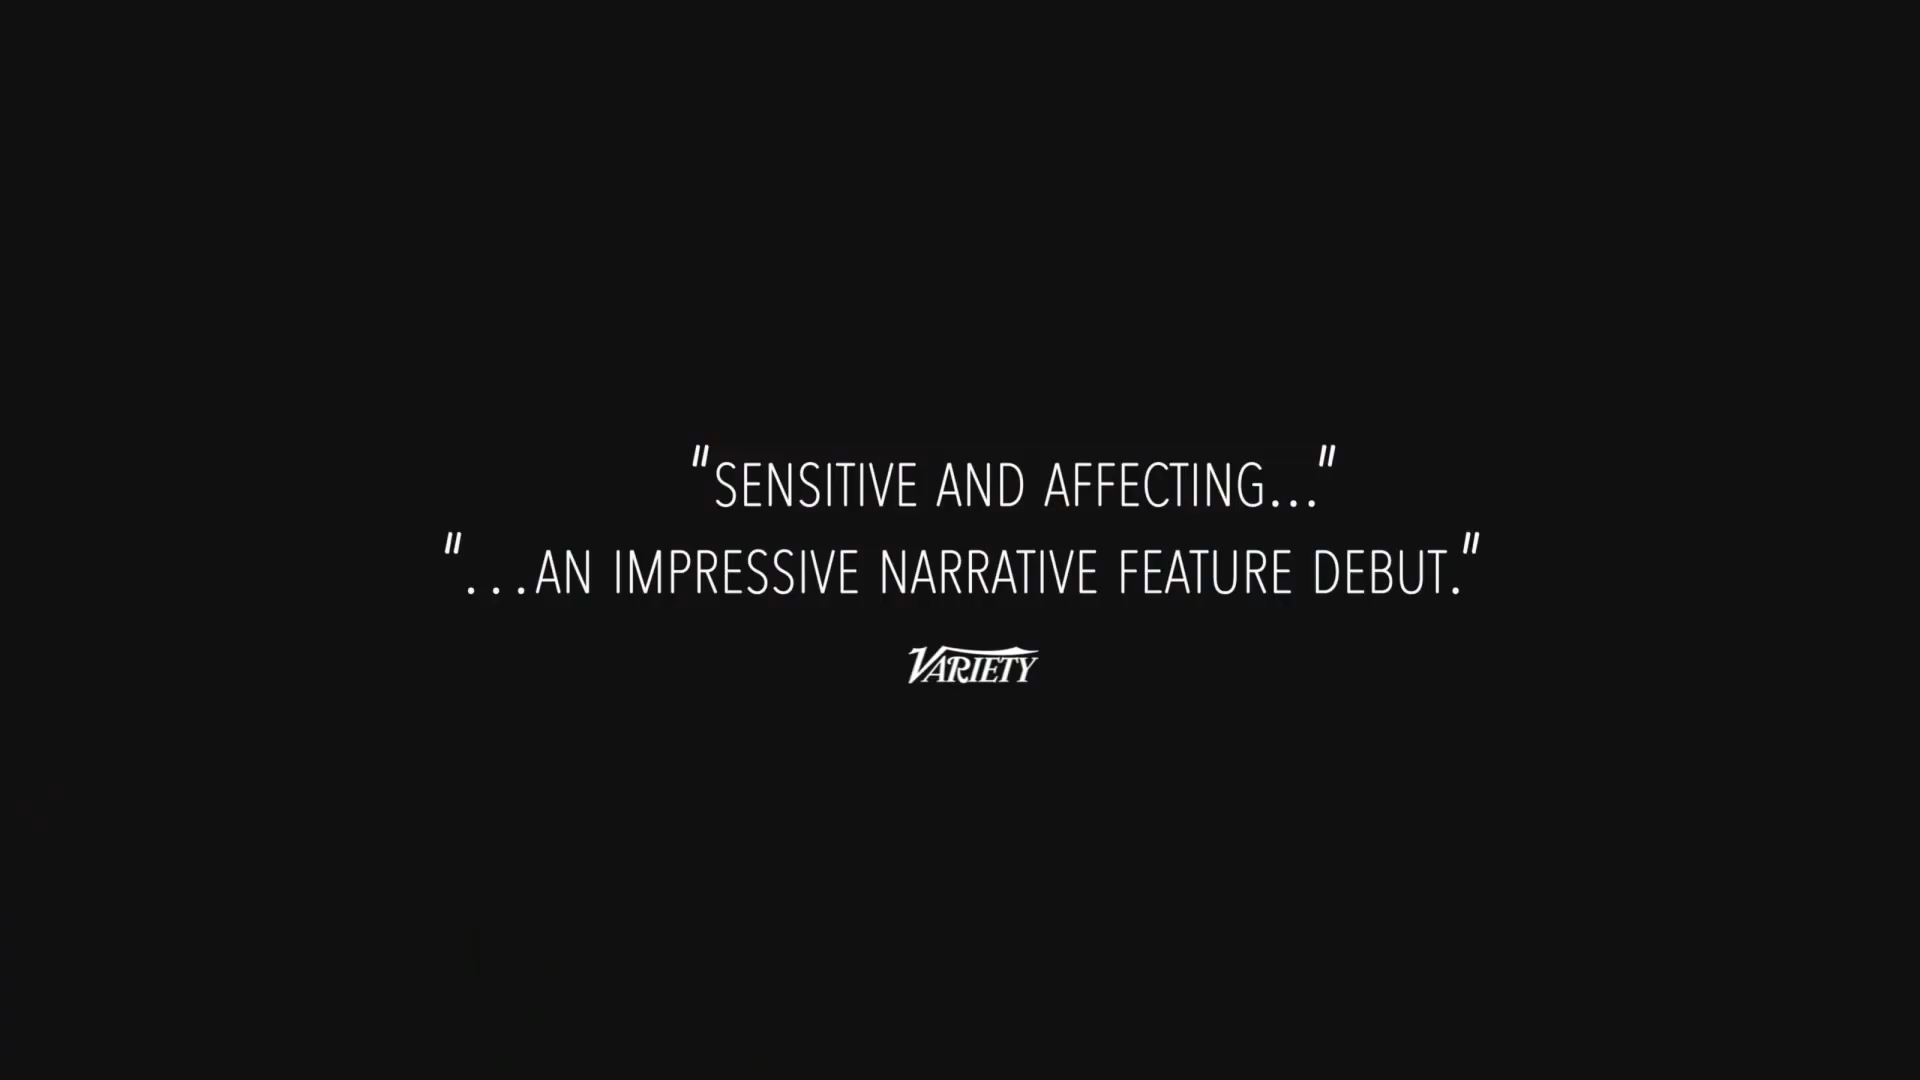 "SENSITIVE AND AFFECTING..."
"...AN IMPRESSIVE NARRATIVE FEATURE DEBUT."
VARIETY